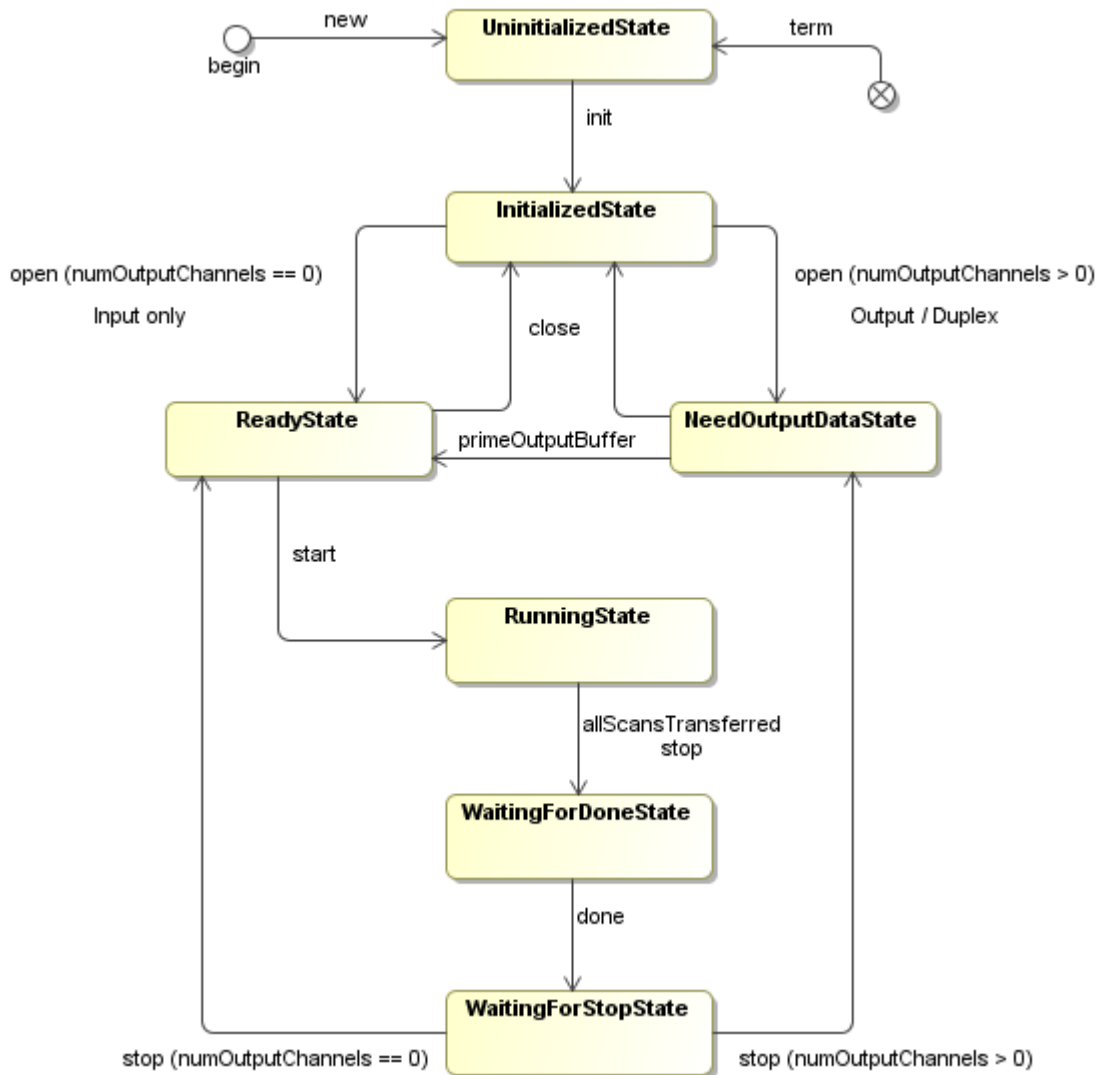 new
UninitializedState
term
begin
init
InitializedState
open (numOutputChannels == 0)
Input only
open (numOutputChannels > 0)
Output / Duplex
close
ReadyState
NeedOutputDataState
primeOutputBuffer
start
RunningState
allScansTransferred
stop
WaitingForDoneState
done
WaitingForStopState
stop (numOutputChannels == 0)
stop (numOutputChannels > 0)